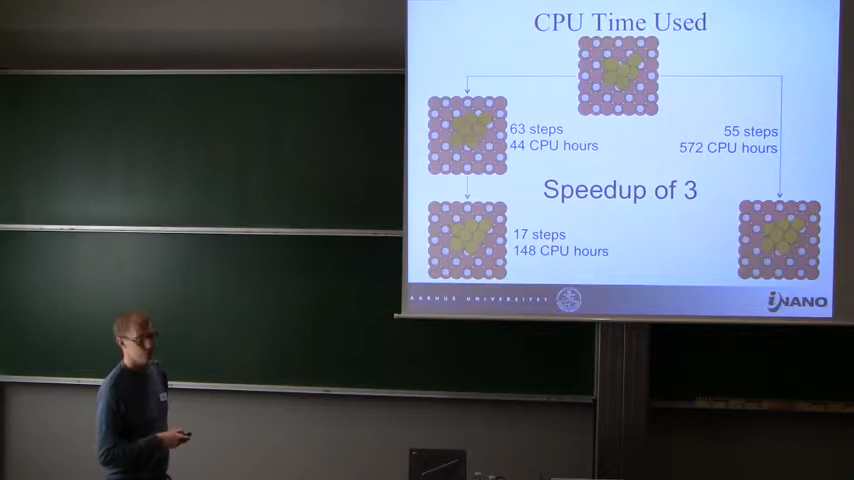 CPU Time Used
63 steps
44 CPU hours
55 steps
572 CPU hours
Speedup of 3
17 steps
148 CPU hours
AARHUS UNIVERSITET
iNANO